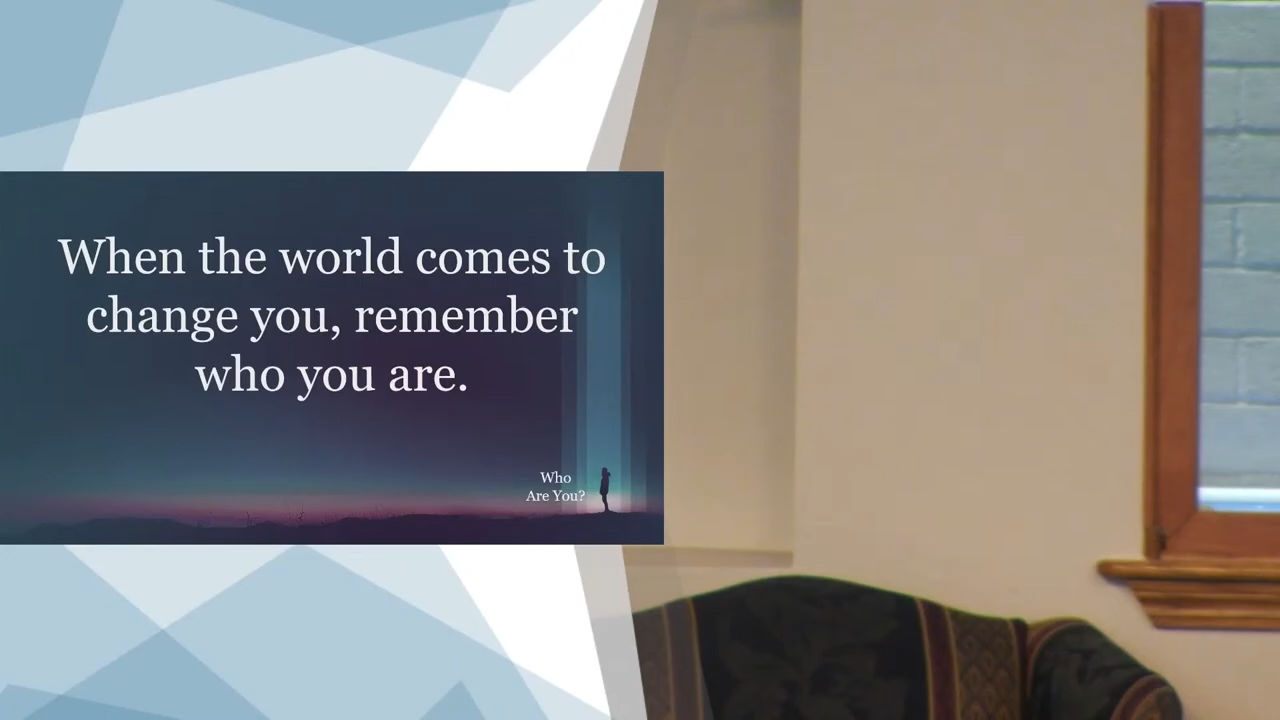 When the world comes to
change you, remember
who you are.
Who
Are You?